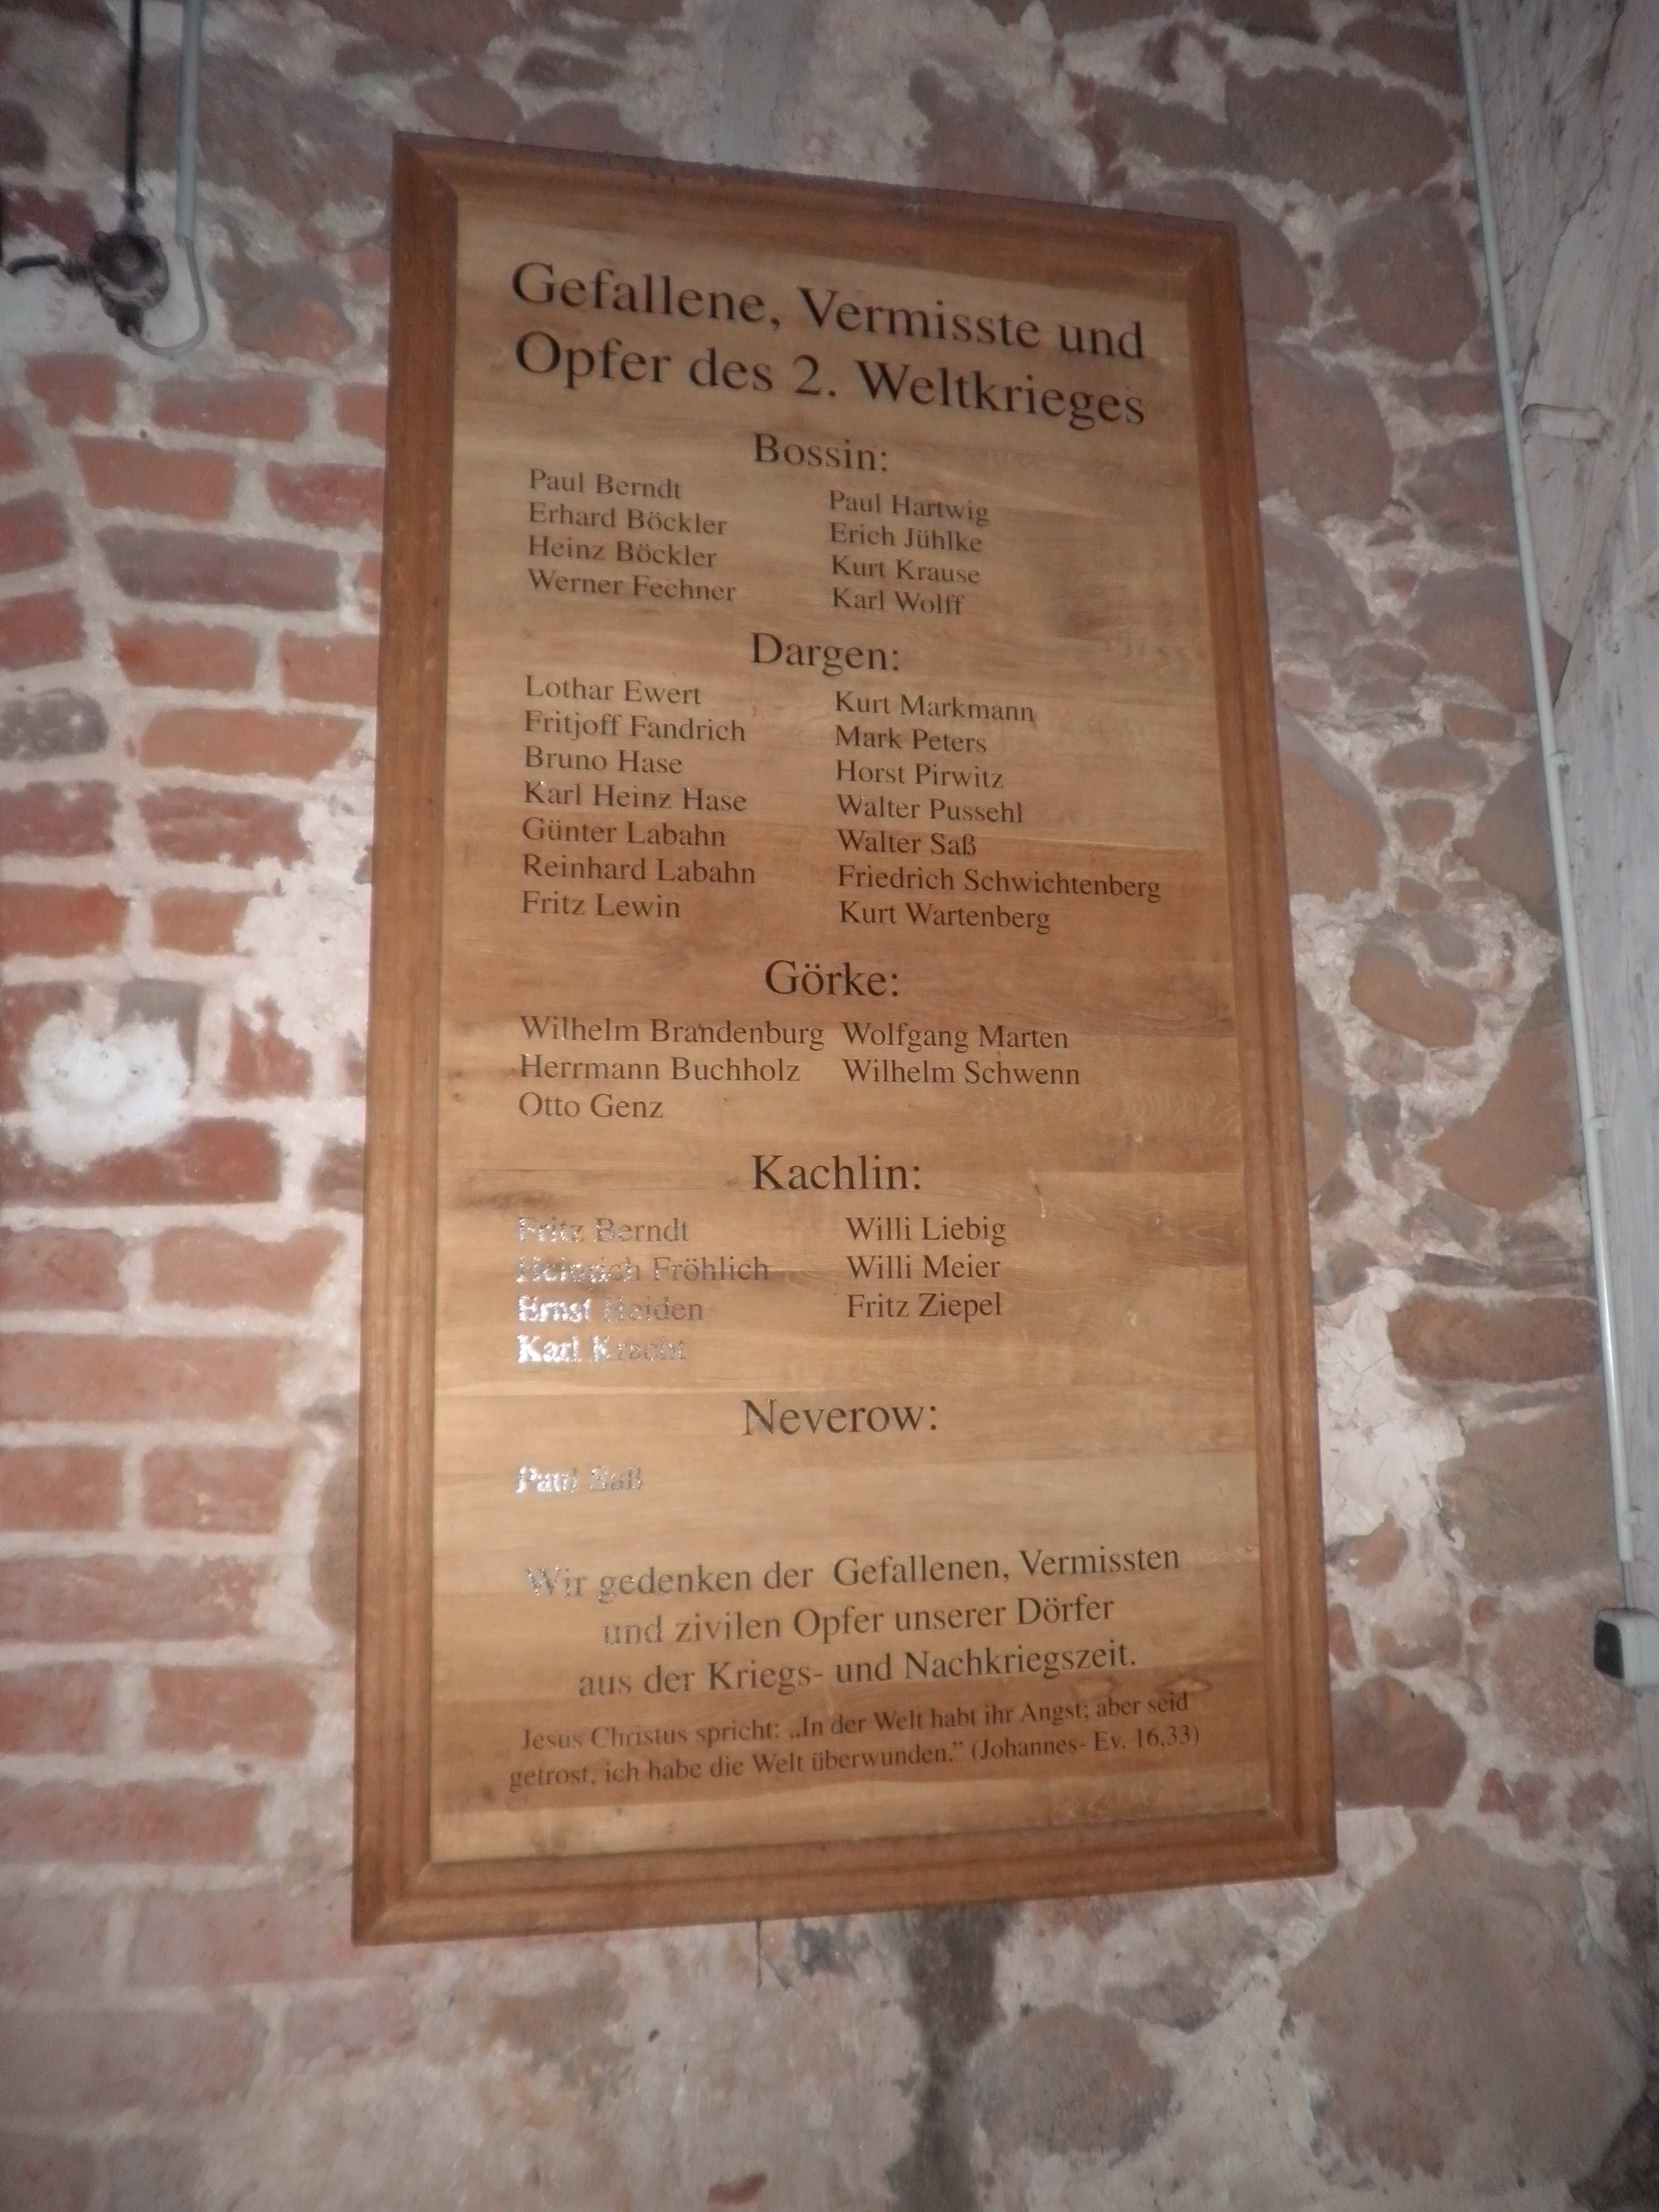 Gefallene, Vermisste und
Opfer des 2. Weltkrieges
Bossin:
Paul Berndt
Erhard Böckler
Heinz Böckler
Werner Fechner
Paul Hartwig
Erich Jühlke
Kurt Krause
Karl Wolff
Dargen:
Lothar Ewert
Fritjoff Fandrich
Bruno Hase
Karl Heinz Hase
Günter Labahn
Reinhard Labahn
Fritz Lewin
Kurt Markmann
Mark Peters
Horst Pirwitz
Walter Pussehl
Walter Saß
Friedrich Schwichtenberg
Kurt Wartenberg
Görke:
Wilhelm Brandenburg
Herrmann Buchholz
Otto Genz
Wolfgang Marten
Wilhelm Schwenn
Kachlin:
Fritz Berndt
Heinrich Fröhlich
Ernst Heiden
Karl Kracht
Willi Liebig
Willi Meier
Fritz Ziepel
Neverow:
Paul Saß
Wir gedenken der Gefallenen, Vermissten
und zivilen Opfer unserer Dörfer
aus der Kriegs- und Nachkriegszeit.
Jesus Christus spricht: „In der Welt habt ihr Angst; aber seid
getrost, ich habe die Welt überwunden.” (Johannes- Ev. 16,33)